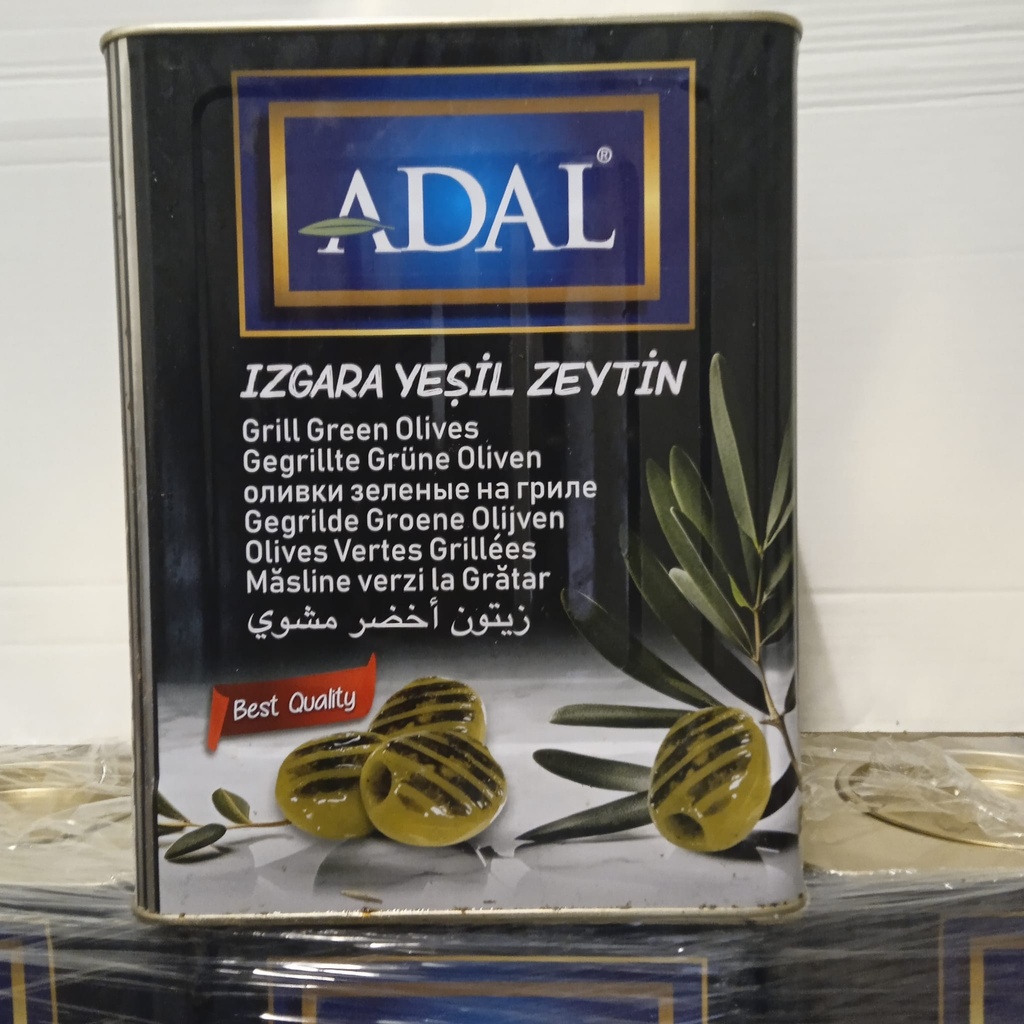 ADAL®
IZGARA YEŞİL ZEYTİN
Grill Green Olives
Gegrillte Grüne Oliven
оливки зеленые на гриле
Gegrilde Groene Olijven
Olives Vertes Grillées
Măsline verzi la Grătar
زيتون أخضر مشوي
Best Quality